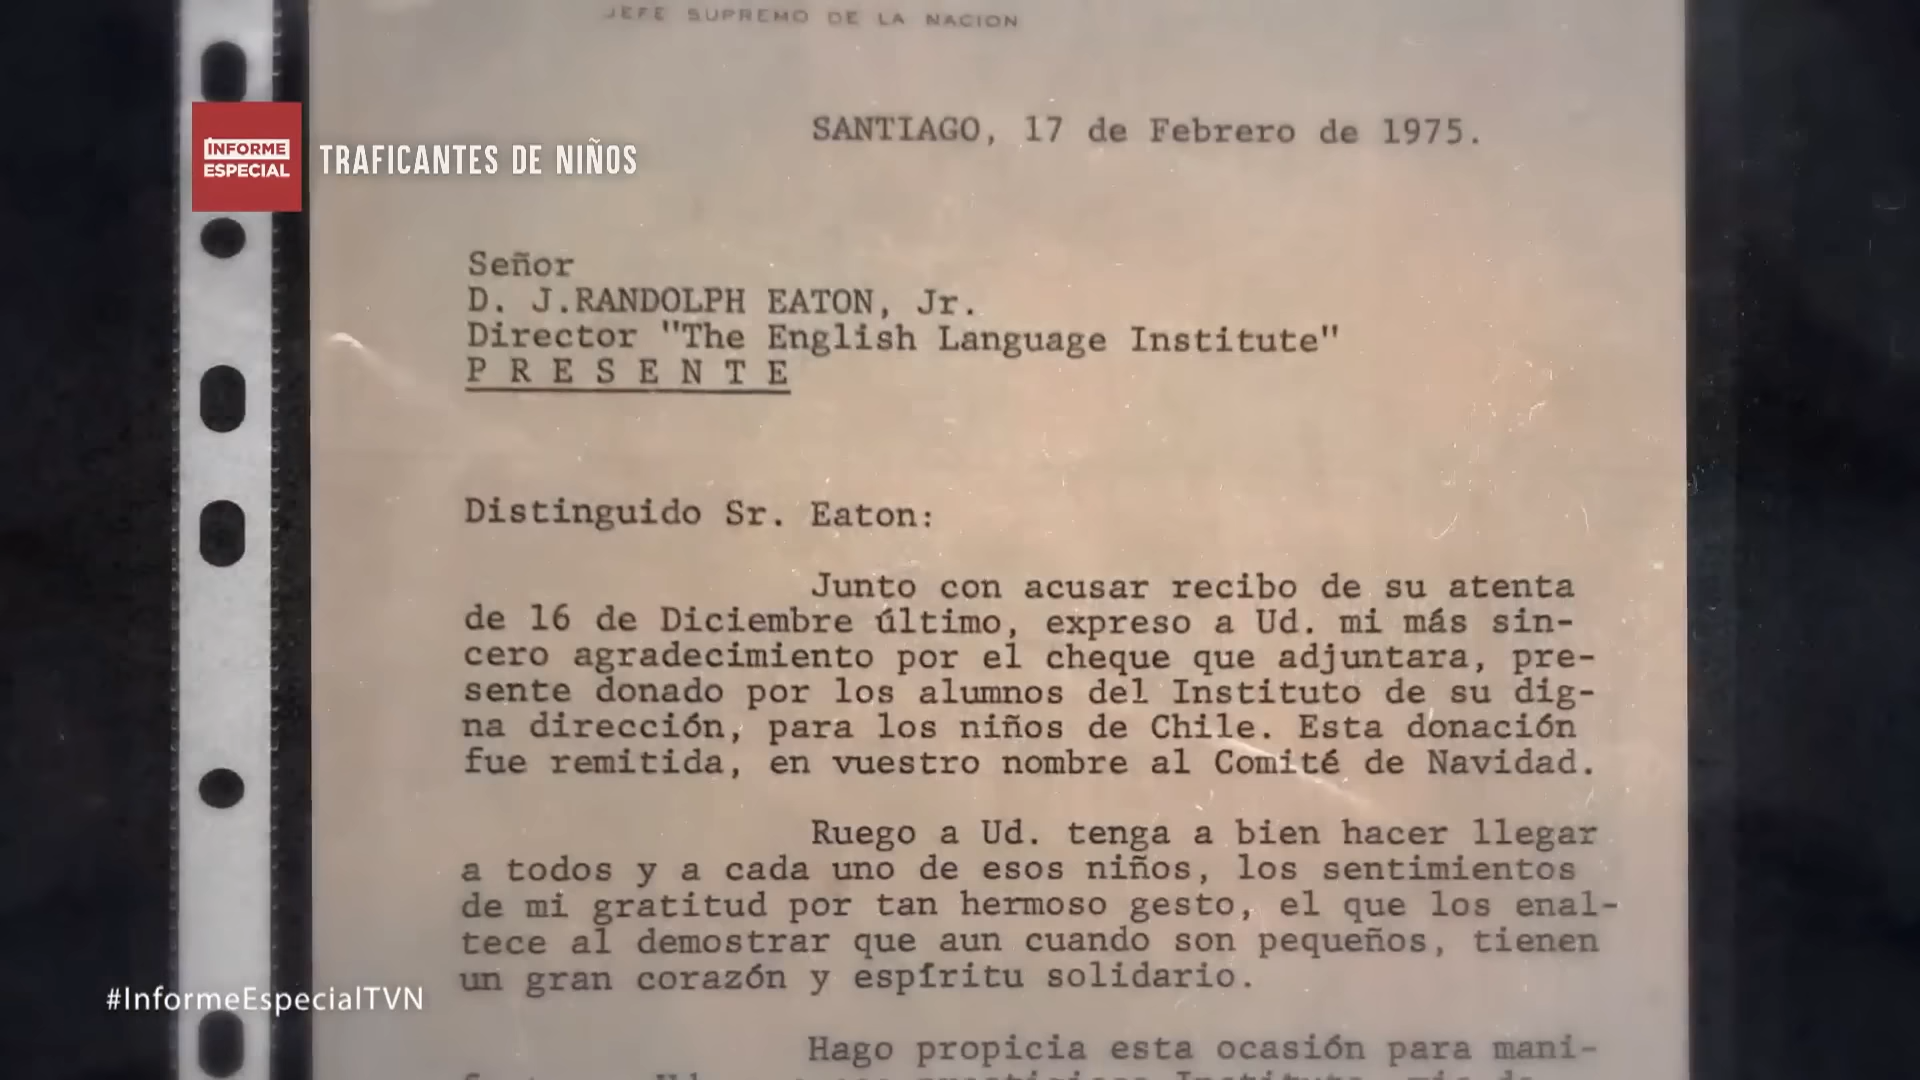 JEFE SUPREMO DE LA NACION
SANTIAGO, 17 de Febrero de 1975.
INFORME
ESPECIAL
TRAFICANTES DE NIÑOS
Señor
D. J.RANDOLPH EATON, Jr.
Director "The English Language Institute"
P R E S E N T E
Distinguido Sr. Eaton:
Junto con acusar recibo de su atenta
de 16 de Diciembre último, expreso a Ud. mi más sin-
cero agradecimiento por el cheque que adjuntara, pre-
sente donado por los alumnos del Instituto de su dig-
na dirección, para los niños de Chile. Esta donación
fue remitida, en vuestro nombre al Comité de Navidad.
Ruego a Ud. tenga a bien hacer llegar
a todos y a cada uno de esos niños, los sentimientos
de mi gratitud por tan hermoso gesto, el que los enal-
tece al demostrar que aun cuando son pequeños, tienen
un gran corazón y espíritu solidario.
#InformeEspecialTVN
Hago propicia esta ocasión para mani-